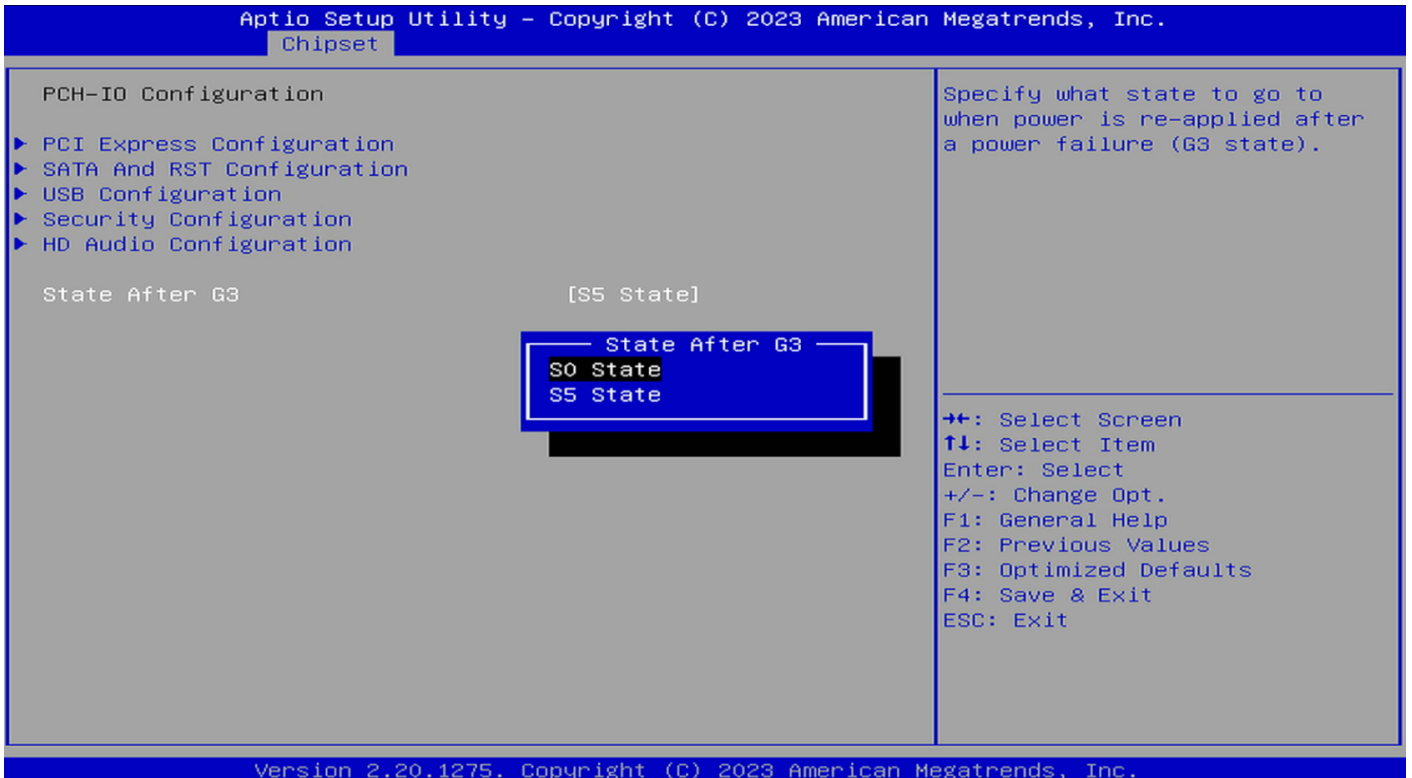 Aptio Setup Utility – Copyright (C) 2023 American Megatrends, Inc.
Chipset
PCH-IO Configuration
PCI Express Configuration
SATA And RST Configuration
USB Configuration
Security Configuration
HD Audio Configuration
State After G3 [S5 State]
State After G3
S0 State
S5 State
Specify what state to go to
when power is re-applied after
a power failure (G3 state).
→←: Select Screen
↑↓: Select Item
Enter: Select
+/-: Change Opt.
F1: General Help
F2: Previous Values
F3: Optimized Defaults
F4: Save & Exit
ESC: Exit
Version 2.20.1275. Copyright (C) 2023 American Megatrends, Inc.